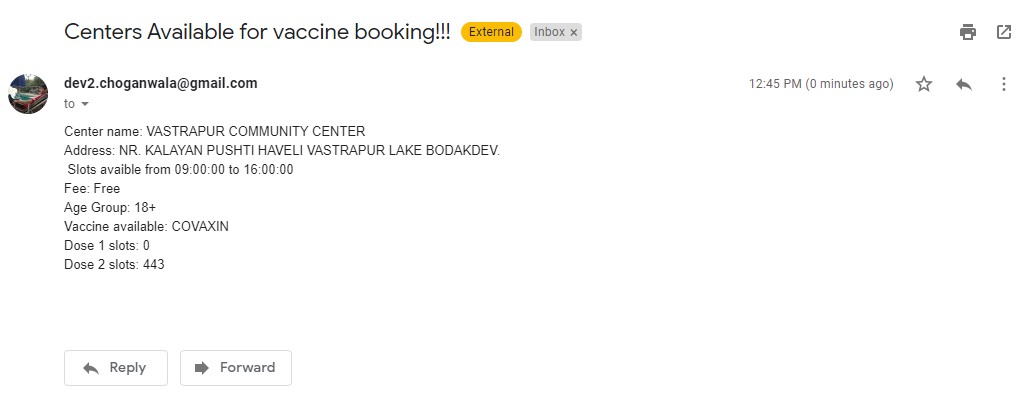 Centers Available for vaccine booking!!! External Inbox ×
dev2.choganwala@gmail.com 12:45 PM (0 minutes ago)
to
Center name: VASTRAPUR COMMUNITY CENTER
Address: NR. KALAYAN PUSHTI HAVELI VASTRAPUR LAKE BODAKDEV.
Slots avaible from 09:00:00 to 16:00:00
Fee: Free
Age Group: 18+
Vaccine available: COVAXIN
Dose 1 slots: 0
Dose 2 slots: 443
Reply Forward